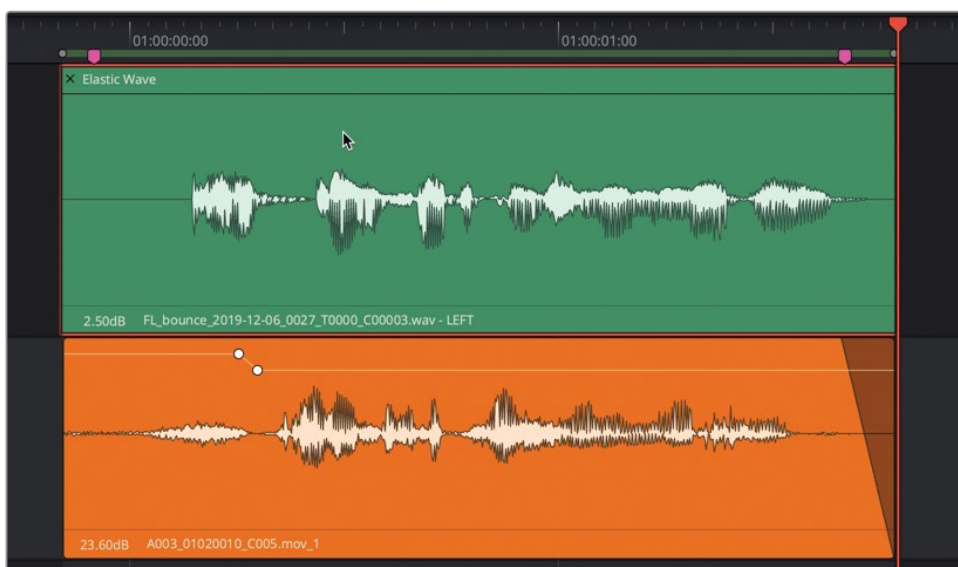 01:00:00:00
01:00:01:00
× Elastic Wave
2.50dB FL_bounce_2019-12-06_0027_T0000_C00003.wav - LEFT
23.60dB A003_01020010_C005.mov_1